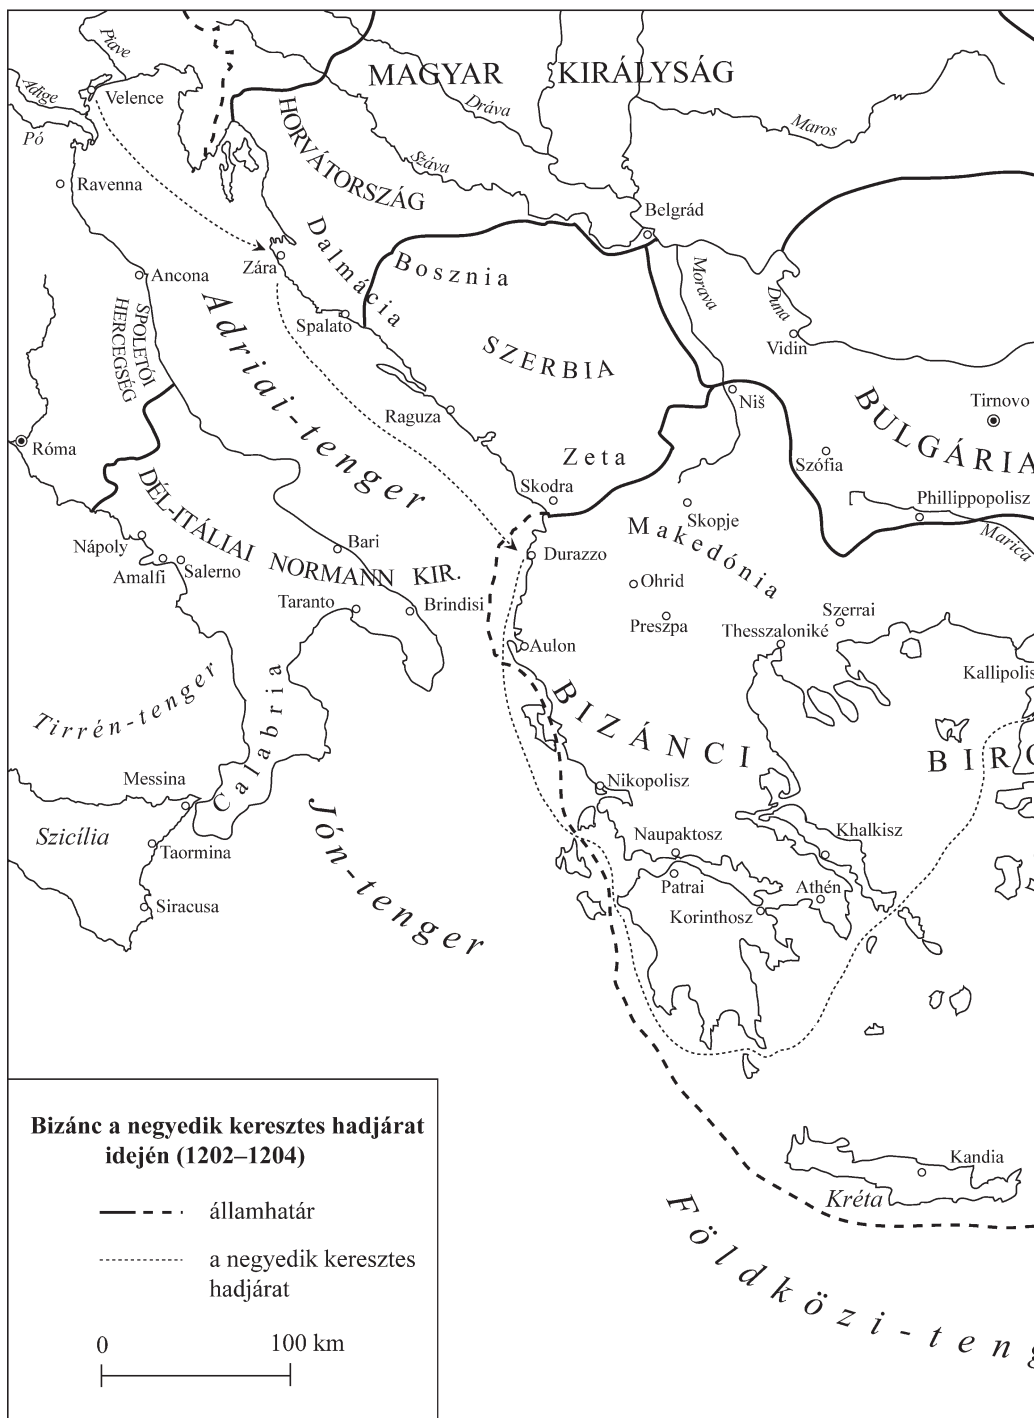 Piave
Adige
Pó
Velence
MAGYAR KIRÁLYSÁG
Dráva
Maros
Száva
HORVÁTORSZÁG
Ravenna
Belgrád
Zára
Dalmácia
Bosznia
Morava
Duna
Ancona
SPOLETÓI
HERCEGSÉG
Adriai-tenger
Spalato
SZERBIA
Vidin
Raguza
Niš
BULGÁRIA
Tirnovo
Róma
Zeta
Szófia
Skodra
Phillippopolisz
Marica
DÉL-ITÁLIAI NORMANN KIR.
Skopje
Makedónia
Nápoly
Bari
Durazzo
Amalfi
Salerno
Ohrid
Taranto
Brindisi
Preszpa
Szerrai
Thesszaloniké
Aulon
Kallipolis
Tirrén-tenger
Calabria
BIZÁNCI
BIRO
Messina
Nikopolisz
Szicília
Jón-tenger
Naupaktosz
Khalkisz
Taormina
Patrai
Athén
Siracusa
Korinthosz
Kandia
Kréta
Földközi-teng
Bizánc a negyedik keresztes hadjárat
idején (1202–1204)
államhatár
a negyedik keresztes
hadjárat
0 100 km